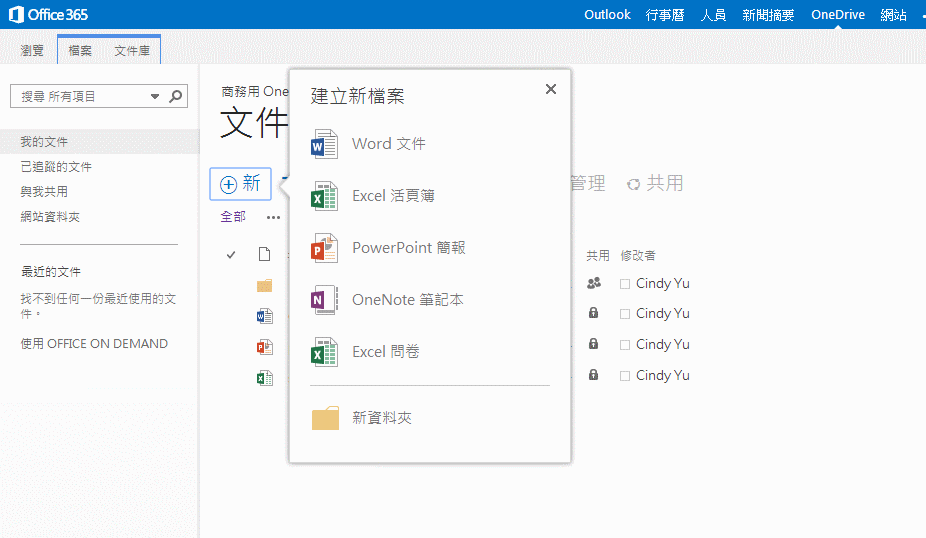 Office 365
Outlook 行事曆 人員 新聞摘要 OneDrive 網站
瀏覽 檔案 文件庫
搜尋 所有項目
我的文件
已追蹤的文件
與我共用
網站資料夾
最近的文件
找不到任何一份最近使用的文
件。
使用 OFFICE ON DEMAND
商務用 One
文件
新
管理 共用
全部 •••
建立新檔案
Word 文件
Excel 活頁簿
PowerPoint 簡報
OneNote 筆記本
Excel 問卷
新資料夾
共用 修改者
Cindy Yu
Cindy Yu
Cindy Yu
Cindy Yu